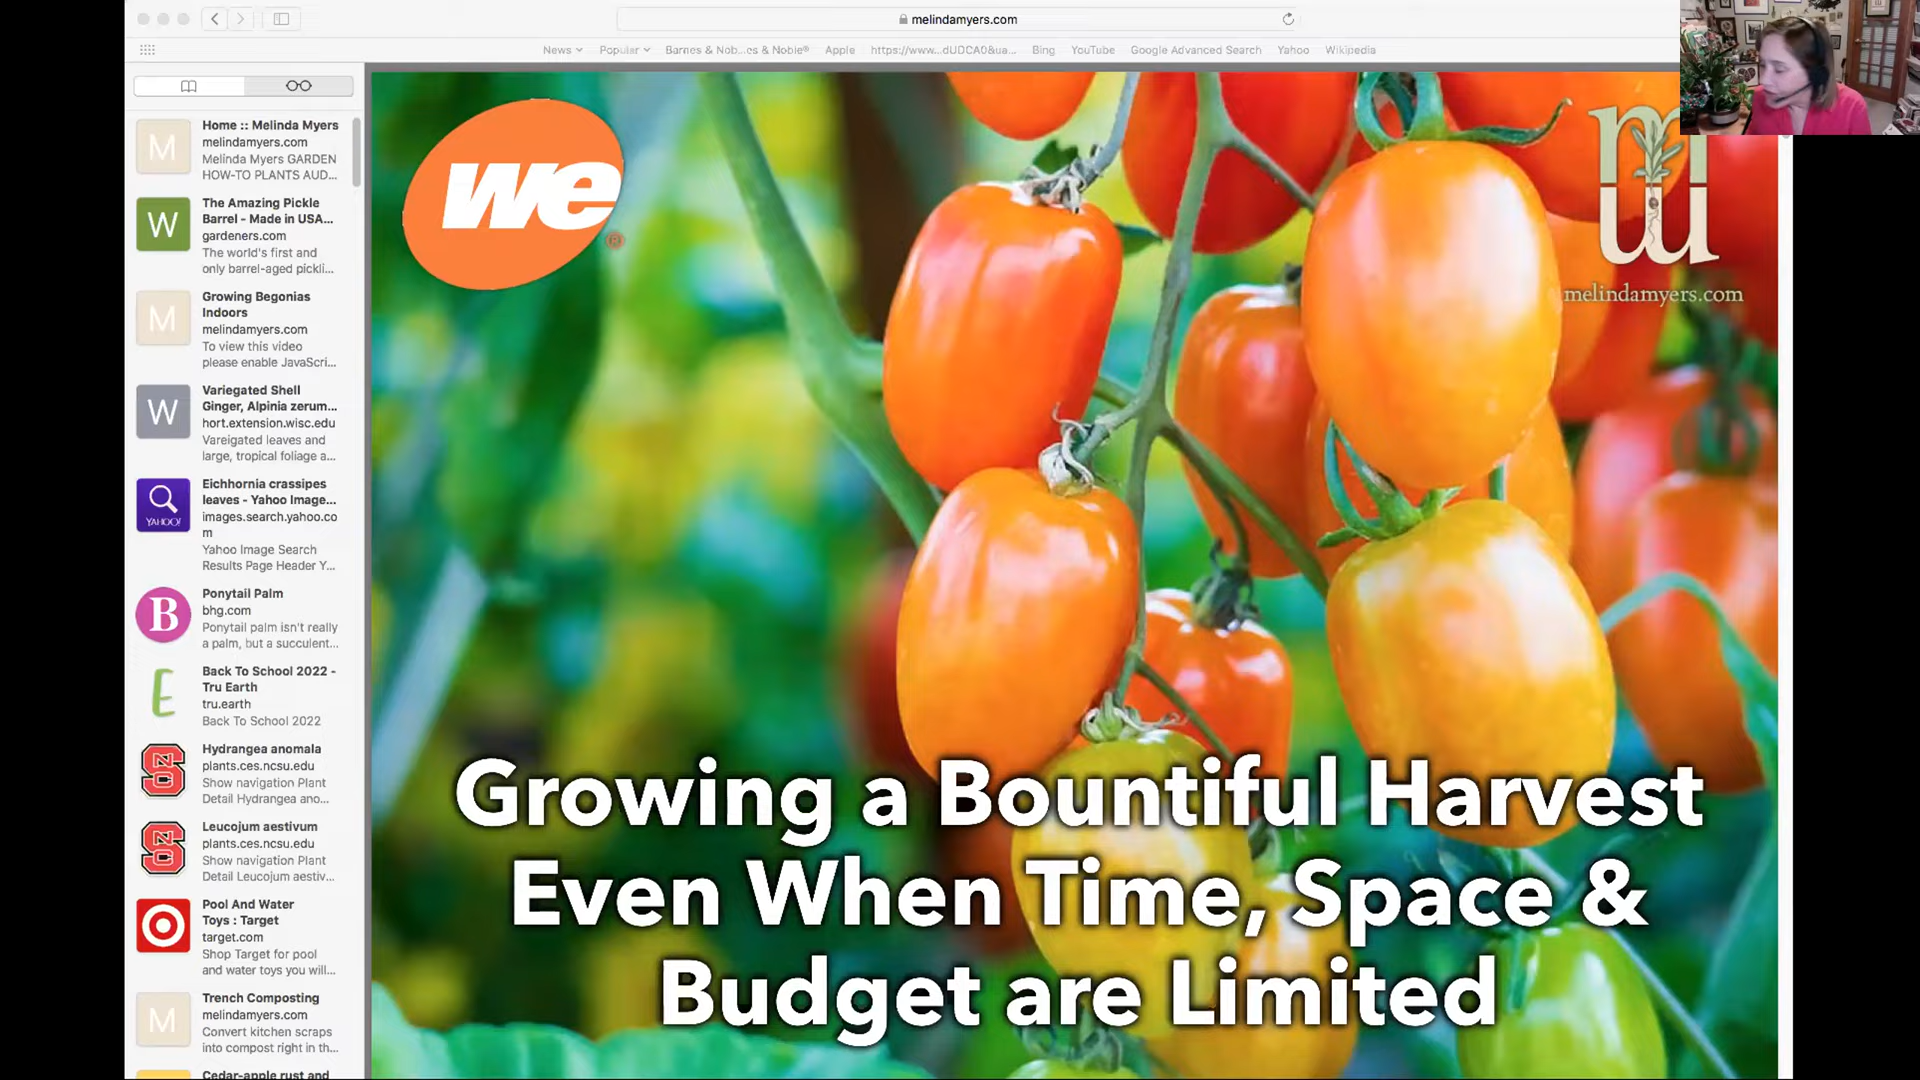 melindamyers.com
News
Popular
Barnes & Nob...es & Noble®
Apple
https://www...dUDCA0&ua...
Bing
YouTube
Google Advanced Search
Yahoo
Wikipedia
M
Home :: Melinda Myers
melindamyers.com
Melinda Myers GARDEN
HOW-TO PLANTS AUD...
W
The Amazing Pickle
Barrel - Made in USA...
gardeners.com
The world's first and
only barrel-aged pickli...
M
Growing Begonias
Indoors
melindamyers.com
To view this video
please enable JavaScri...
W
Variegated Shell
Ginger, Alpinia zerum...
hort.extension.wisc.edu
Vareigated leaves and
large, tropical foliage a...
YAHOO!
Eichhornia crassipes
leaves - Yahoo Image...
images.search.yahoo.co
m
Yahoo Image Search
Results Page Header Y...
B
Ponytail Palm
bhg.com
Ponytail palm isn't really
a palm, but a succulent...
E
Back To School 2022 -
Tru Earth
tru.earth
Back To School 2022
S
Hydrangea anomala
plants.ces.ncsu.edu
Show navigation Plant
Detail Hydrangea ano...
S
Leucojum aestivum
plants.ces.ncsu.edu
Show navigation Plant
Detail Leucojum aestiv...
Pool And Water
Toys : Target
target.com
Shop Target for pool
and water toys you will...
M
Trench Composting
melindamyers.com
Convert kitchen scraps
into compost right in th...
Cedar-apple rust and
we®
m
melindamyers.com
Growing a Bountiful Harvest
Even When Time, Space &
Budget are Limited